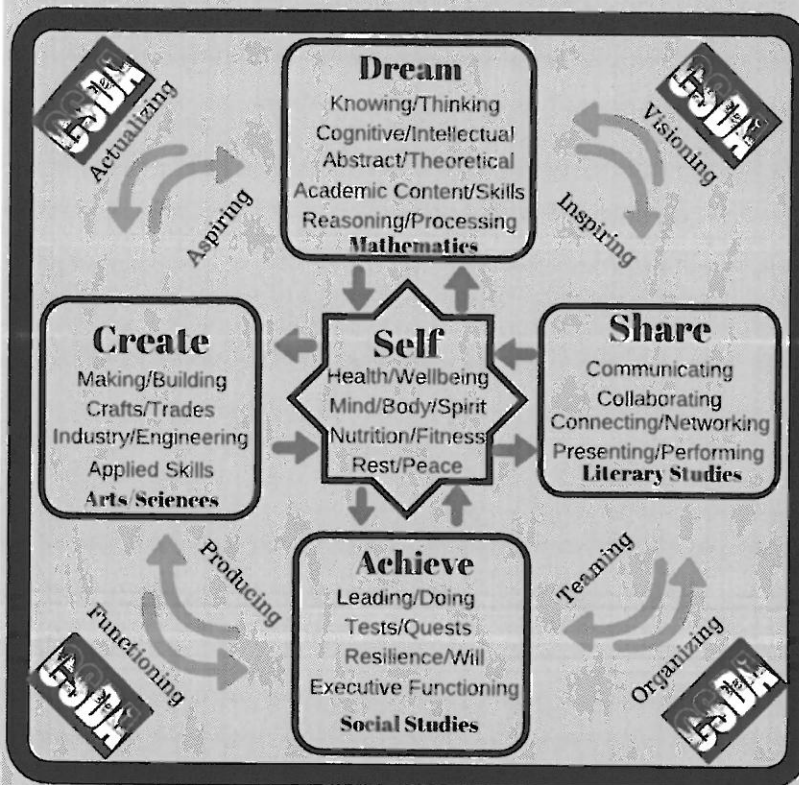 Dream
Knowing/Thinking
Cognitive/Intellectual
Abstract/Theoretical
Academic Content/Skills
Reasoning/Processing
Mathematics
Actualizing
Aspiring
Visioning
Inspiring
Create
Making/Building
Crafts/Trades
Industry/Engineering
Applied Skills
Arts/Sciences
Self
Health/Wellbeing
Mind/Body/Spirit
Nutrition/Fitness
Rest/Peace
Share
Communicating
Collaborating
Connecting/Networking
Presenting/Performing
Literary Studies
Producing
Functioning
Achieve
Leading/Doing
Tests/Quests
Resilience/Will
Executive Functioning
Social Studies
Teaming
Organizing